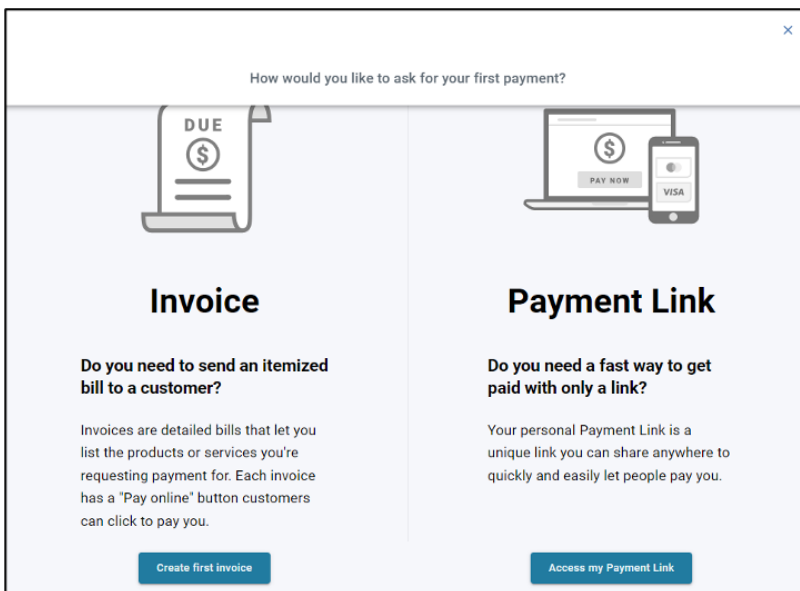 How would you like to ask for your first payment?
DUE
$
$
PAY NOW
VISA
Invoice
Do you need to send an itemized
bill to a customer?
Invoices are detailed bills that let you
list the products or services you're
requesting payment for. Each invoice
has a "Pay online" button customers
can click to pay you.
Create first invoice
Payment Link
Do you need a fast way to get
paid with only a link?
Your personal Payment Link is a
unique link you can share anywhere to
quickly and easily let people pay you.
Access my Payment Link